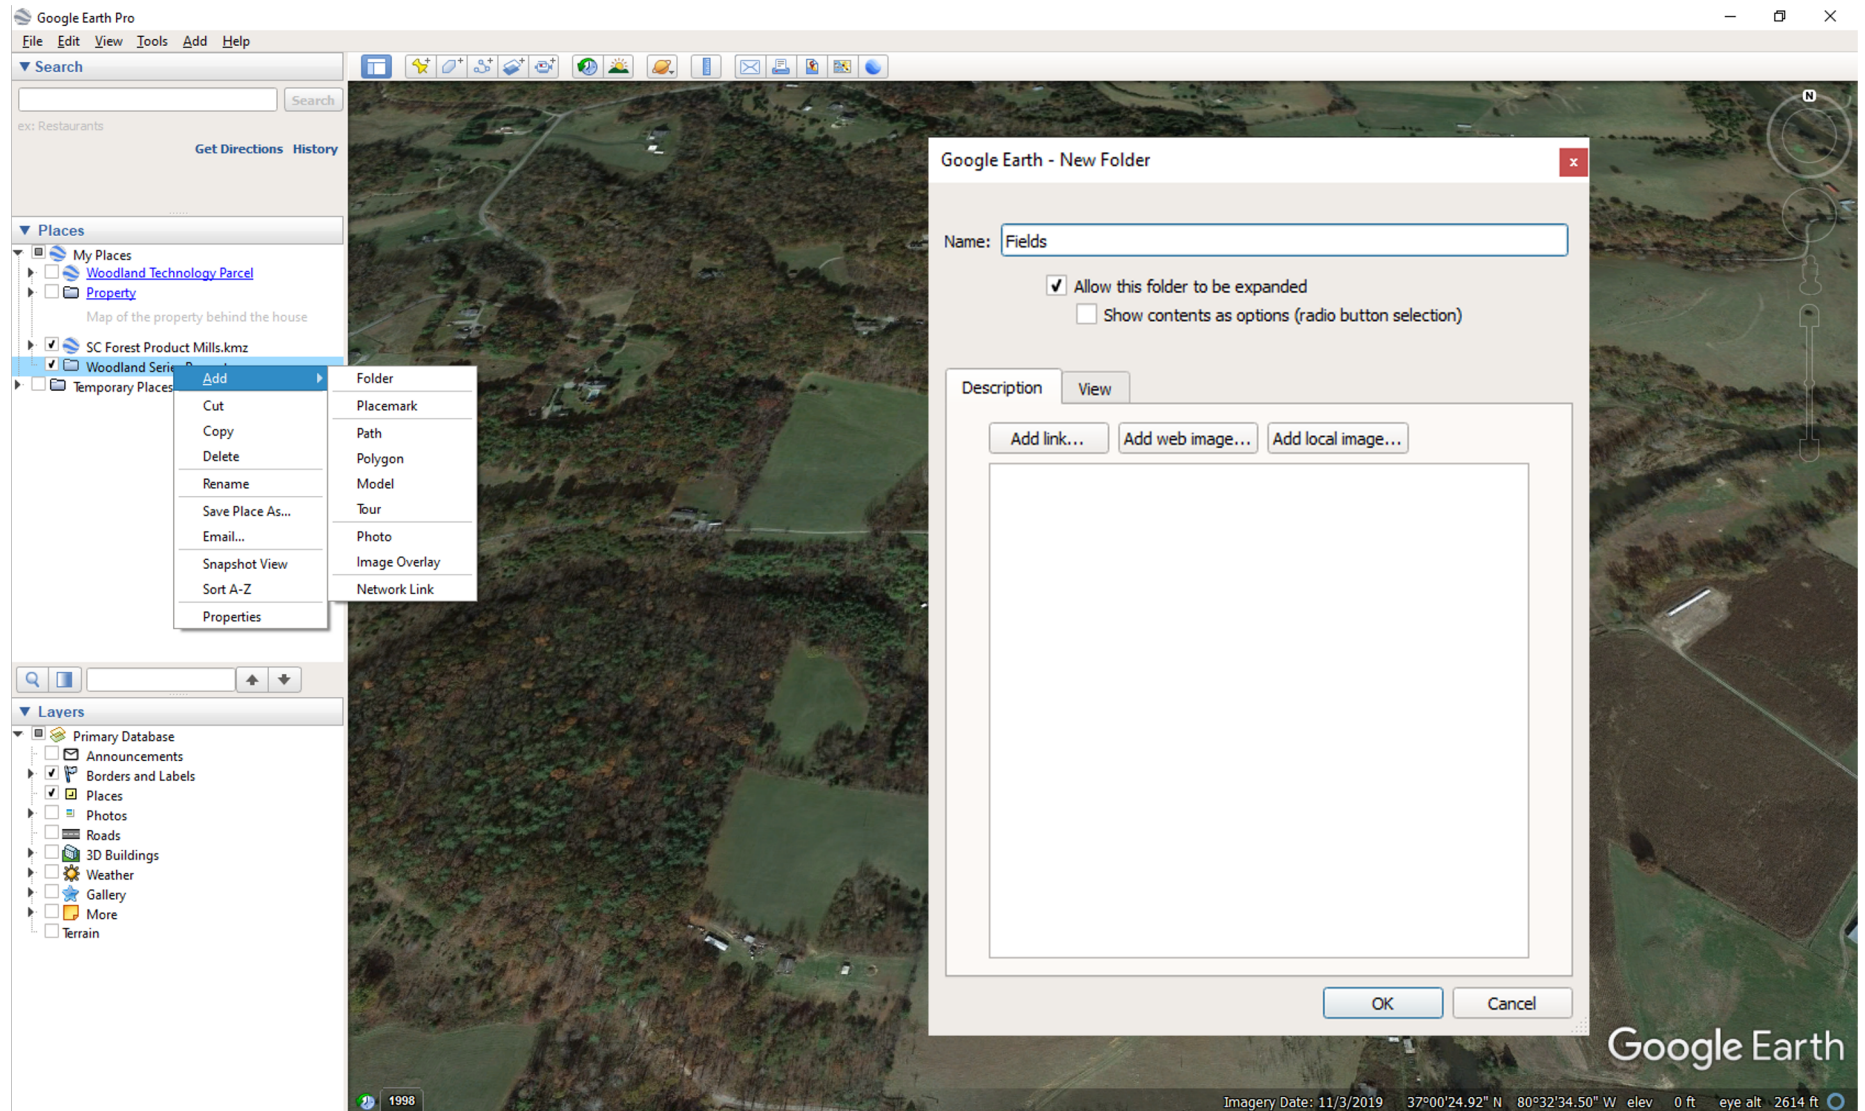 Google Earth Pro
File Edit View Tools Add Help
Search
Search
ex: Restaurants
Get Directions History
Places
My Places
Woodland Technology Parcel
Property
Map of the property behind the house
SC Forest Product Mills.kmz
Woodland Serie
Temporary Places
Add
Cut
Copy
Delete
Rename
Save Place As...
Email...
Snapshot View
Sort A-Z
Properties
Folder
Placemark
Path
Polygon
Model
Tour
Photo
Image Overlay
Network Link
Layers
Primary Database
Announcements
Borders and Labels
Places
Photos
Roads
3D Buildings
Weather
Gallery
More
Terrain
N
Google Earth - New Folder
x
Name: Fields
Allow this folder to be expanded
Show contents as options (radio button selection)
Description View
Add link... Add web image... Add local image...
OK Cancel
Google Earth
1998
Imagery Date: 11/3/2019 37°00'24.92" N 80°32'34.50" W elev 0 ft eye alt 2614 ft